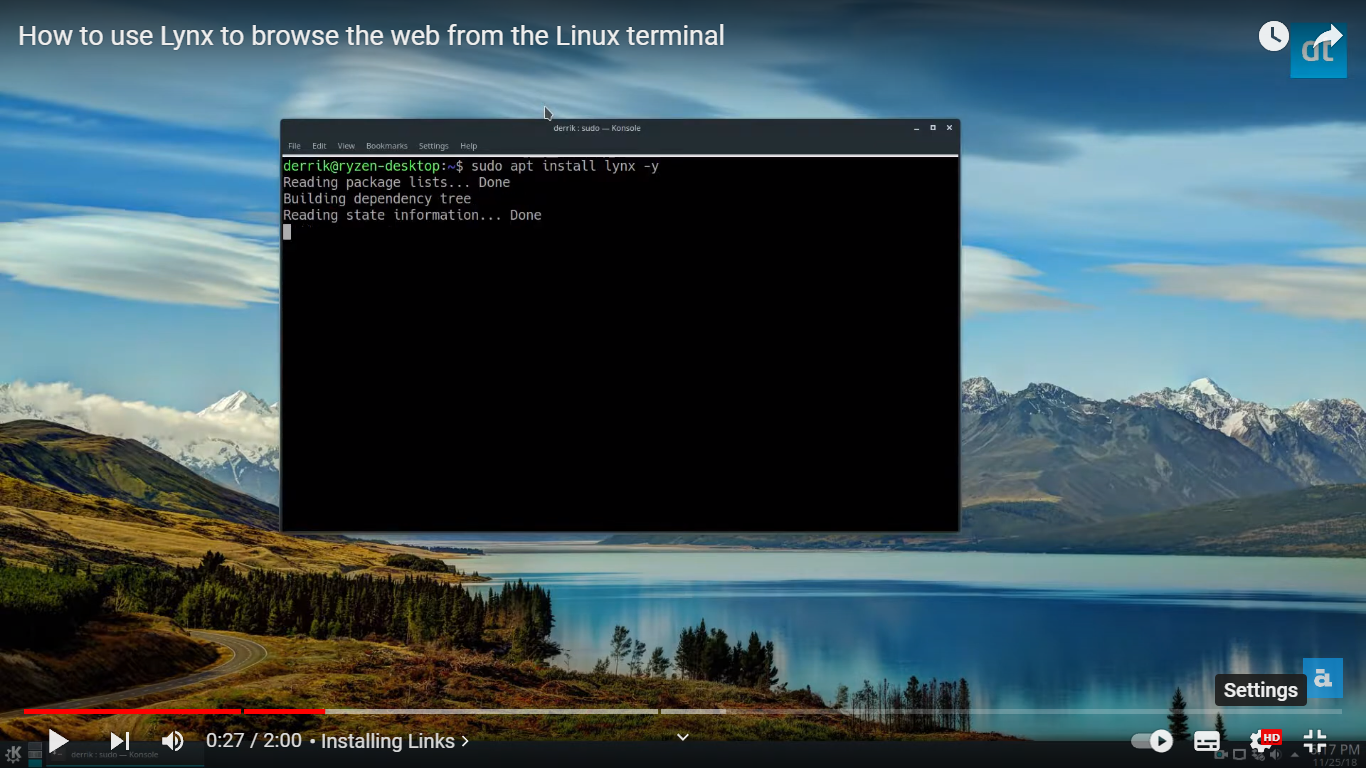 How to use Lynx to browse the web from the Linux terminal
dt
derrik : sudo — Konsole
File Edit View Bookmarks Settings Help
derrik@ryzen-desktop:~$ sudo apt install lynx -y
Reading package lists... Done
Building dependency tree
Reading state information... Done
a
Settings
0:27 / 2:00 • Installing Links >
HD
derrik : sudo — Konsole
:17 PM
11/25/18